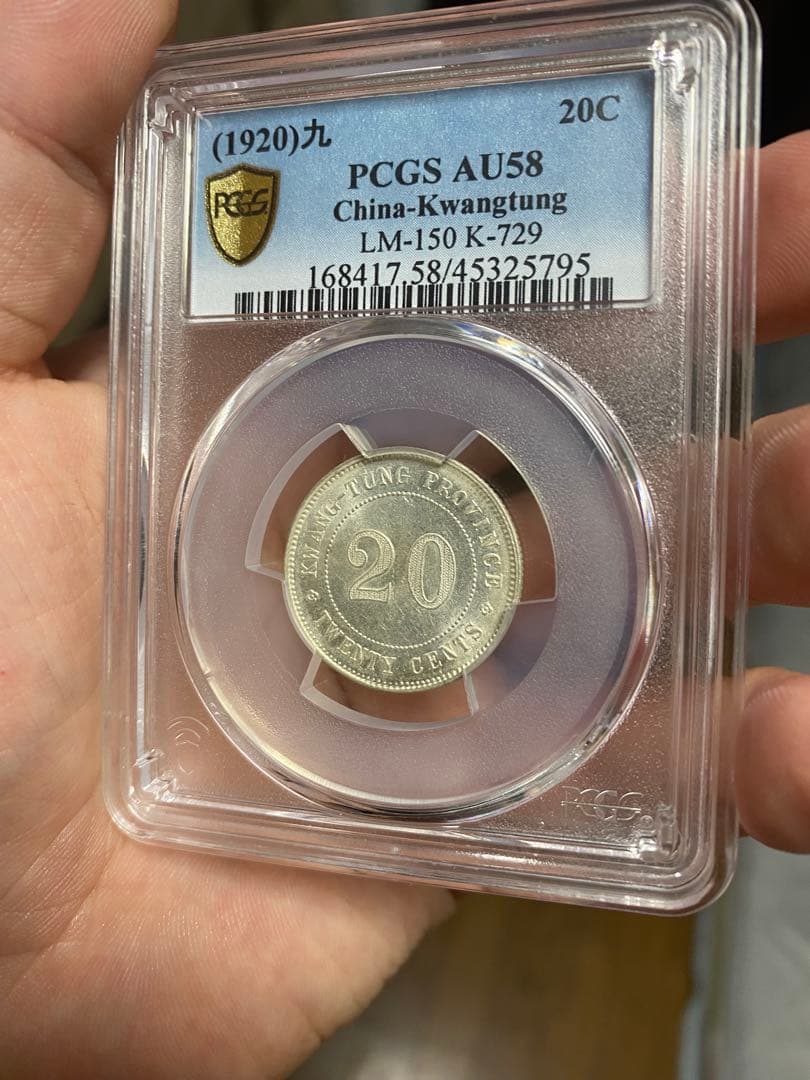 (1920)九
20C
PCGS
PCGS AU58
China-Kwangtung
LM-150 K-729
168417.58/45325795
KWANG-TUNG PROVINCE
20
TWENTY CENTS
PCGS